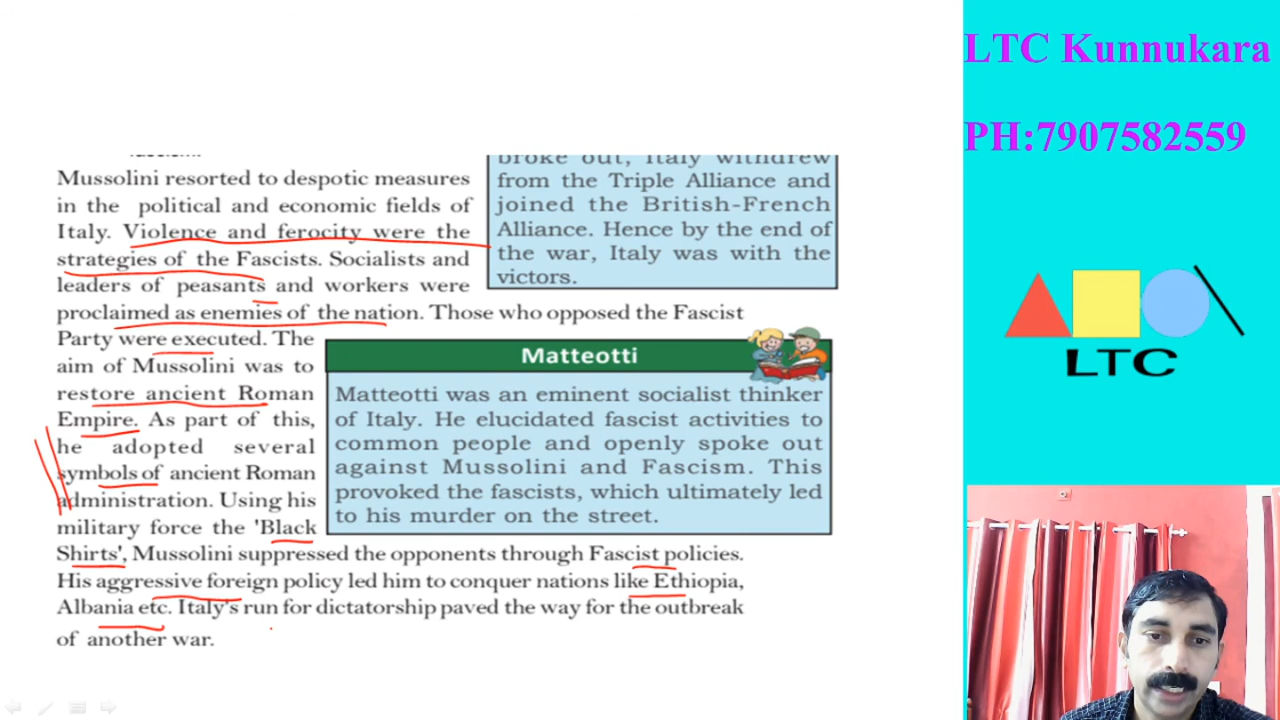 LTC Kunnukara
PH:7907582559
LTC
Mussolini resorted to despotic measures
in the political and economic fields of
Italy. Violence and ferocity were the
strategies of the Fascists. Socialists and
leaders of peasants and workers were
proclaimed as enemies of the nation. Those who opposed the Fascist
Party were executed. The
aim of Mussolini was to
restore ancient Roman
Empire. As part of this,
he adopted several
symbols of ancient Roman
administration. Using his
military force the 'Black
Shirts', Mussolini suppressed the opponents through Fascist policies.
His aggressive foreign policy led him to conquer nations like Ethiopia,
Albania etc. Italy's run for dictatorship paved the way for the outbreak
of another war.
broke out, Italy withdrew
from the Triple Alliance and
joined the British-French
Alliance. Hence by the end of
the war, Italy was with the
victors.
Matteotti
Matteotti was an eminent socialist thinker
of Italy. He elucidated fascist activities to
common people and openly spoke out
against Mussolini and Fascism. This
provoked the fascists, which ultimately led
to his murder on the street.